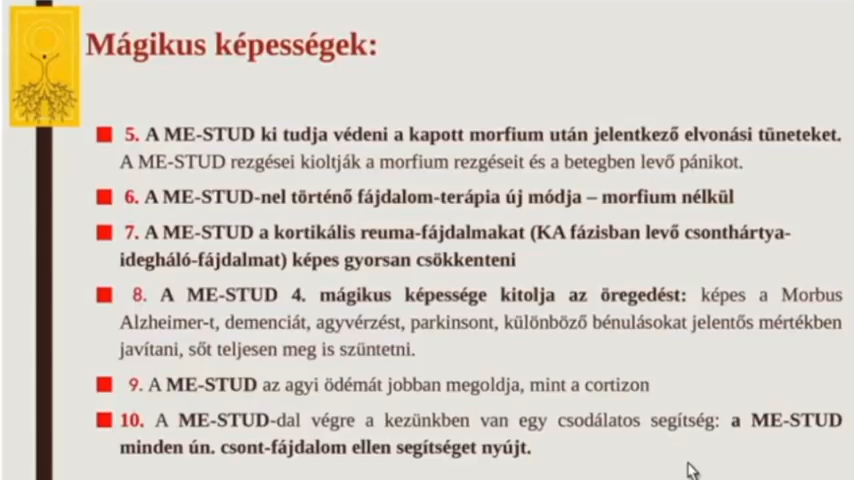 Mágikus képességek:
5. A ME-STUD ki tudja védeni a kapott morfium után jelentkező elvonási tüneteket.
A ME-STUD rezgései kioltják a morfium rezgéseit és a betegben levő pánikot.
6. A ME-STUD-nel történő fájdalom-terápia új módja – morfium nélkül
7. A ME-STUD a kortikális reuma-fájdalmakat (KA fázisban levő csonthártya-
idegháló-fájdalmat) képes gyorsan csökkenteni
8. A ME-STUD 4. mágikus képessége kitolja az öregedést: képes a Morbus
Alzheimer-t, demenciát, agyvérzést, parkinsont, különböző bénulásokat jelentős mértékben
javítani, sőt teljesen meg is szüntetni.
9. A ME-STUD az agyi ödémát jobban megoldja, mint a cortizon
10. A ME-STUD-dal végre a kezünkben van egy csodálatos segítség: a ME-STUD
minden ún. csont-fájdalom ellen segítséget nyújt.